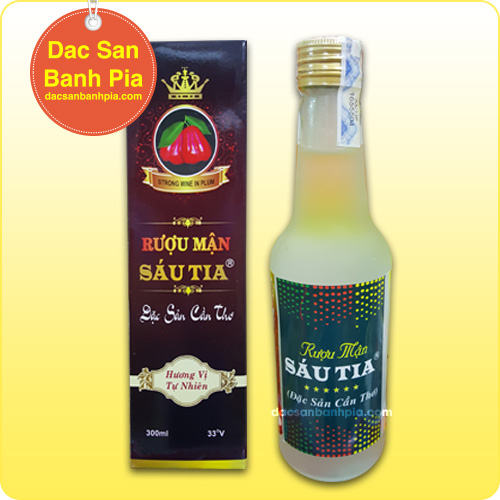 Dac San
Banh Pia
dacsanbanhpia.com
STRONG WINE IN PLUM
RƯỢU MẬN
SÁU TIA®
Đặc Sản Cần Thơ
Hương Vị
Tự Nhiên
300ml 33°V
Rượu Mận
SÁU TIA®
(Đặc Sản Cần Thơ)
dacsanbanhpia.com